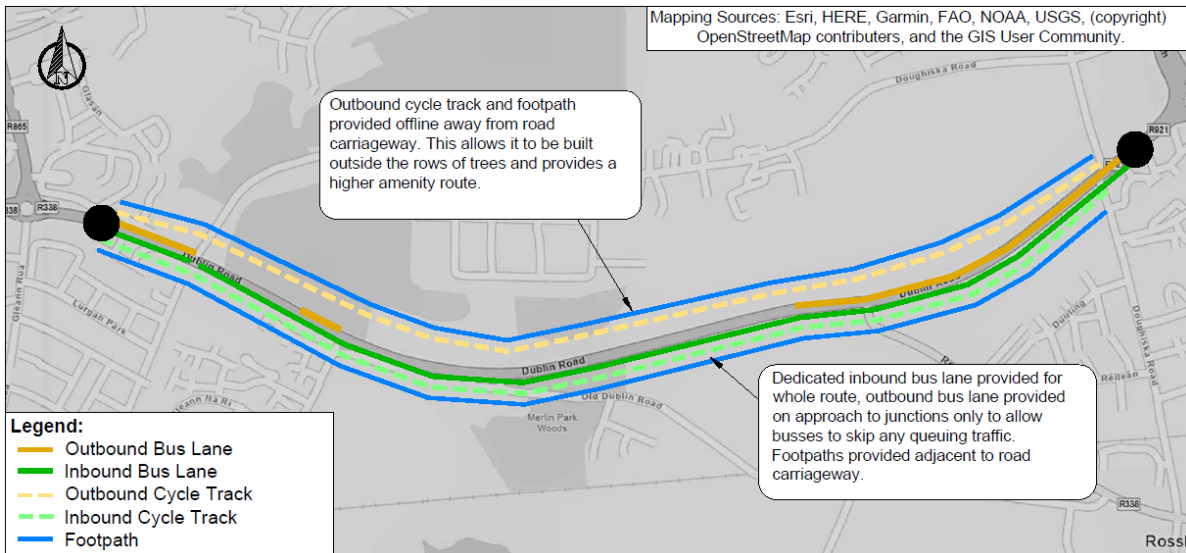 Mapping Sources: Esri, HERE, Garmin, FAO, NOAA, USGS, (copyright)
OpenStreetMap contributers, and the GIS User Community.
N
Glasán
R865
Doughiska Road
R921
Outbound cycle track and footpath
provided offline away from road
carriageway. This allows it to be built
outside the rows of trees and provides a
higher amenity route.
R338
Dublin Road
Gleann Rua
Lurgan Park
Dublin Road
Dublin Road
Duirling
Doughiska Road
Old Dublin Road
Merlin Park
Woods
Réileán
Dedicated inbound bus lane provided for
whole route, outbound bus lane provided
on approach to junctions only to allow
busses to skip any queuing traffic.
Footpaths provided adjacent to road
carriageway.
Legend:
Outbound Bus Lane
Inbound Bus Lane
Outbound Cycle Track
Inbound Cycle Track
Footpath
R338